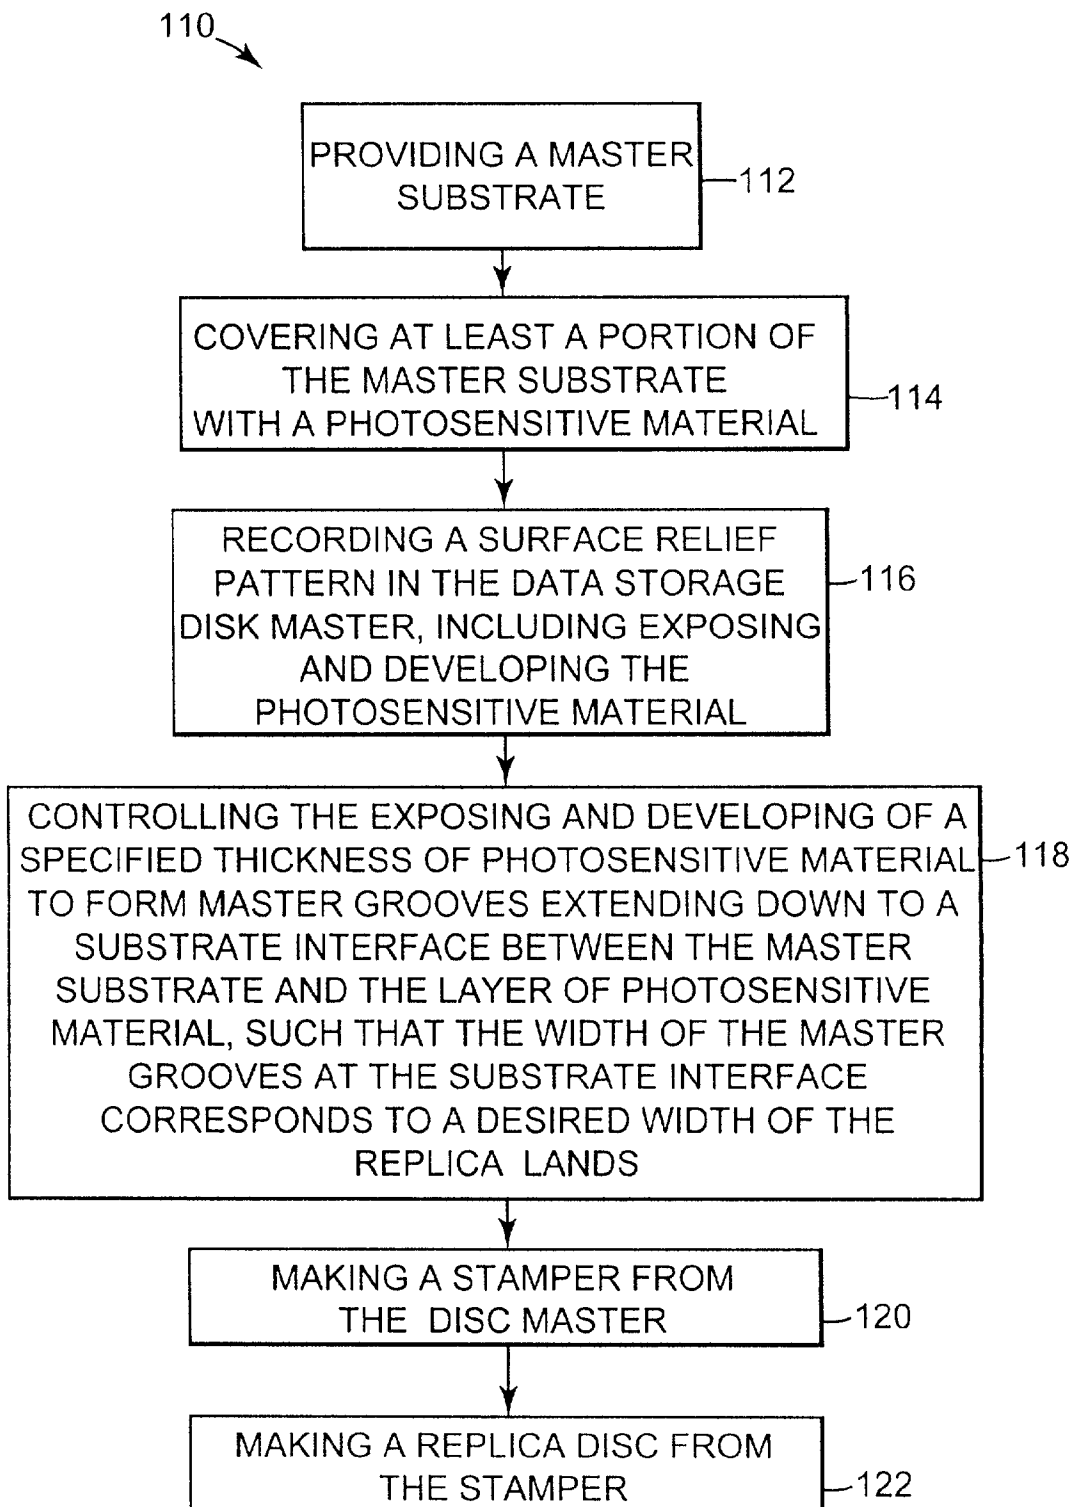 110
PROVIDING A MASTER
SUBSTRATE
112
COVERING AT LEAST A PORTION OF
THE MASTER SUBSTRATE
WITH A PHOTOSENSITIVE MATERIAL
114
RECORDING A SURFACE RELIEF
PATTERN IN THE DATA STORAGE
DISK MASTER, INCLUDING EXPOSING
AND DEVELOPING THE
PHOTOSENSITIVE MATERIAL
116
CONTROLLING THE EXPOSING AND DEVELOPING OF A
SPECIFIED THICKNESS OF PHOTOSENSITIVE MATERIAL
TO FORM MASTER GROOVES EXTENDING DOWN TO A
SUBSTRATE INTERFACE BETWEEN THE MASTER
SUBSTRATE AND THE LAYER OF PHOTOSENSITIVE
MATERIAL, SUCH THAT THE WIDTH OF THE MASTER
GROOVES AT THE SUBSTRATE INTERFACE
CORRESPONDS TO A DESIRED WIDTH OF THE
REPLICA LANDS
118
MAKING A STAMPER FROM
THE DISC MASTER
120
MAKING A REPLICA DISC FROM
THE STAMPER
122